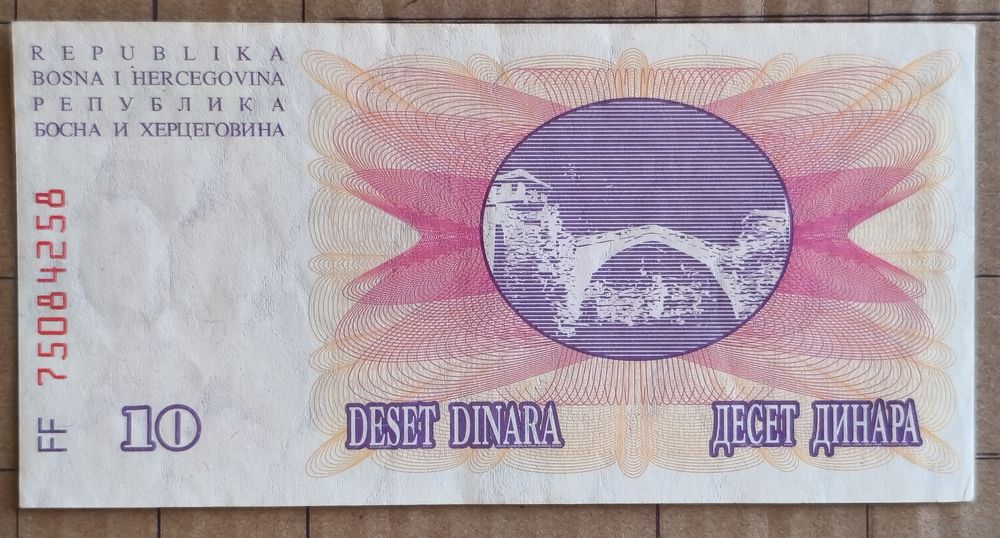 REPUBLIKA
BOSNA I HERCEGOVINA
РЕПУБЛИКА
БОСНА И ХЕРЦЕГОВИНА
FF 75084258
10
DESET DINARA
ДЕСЕТ ДИНАРА